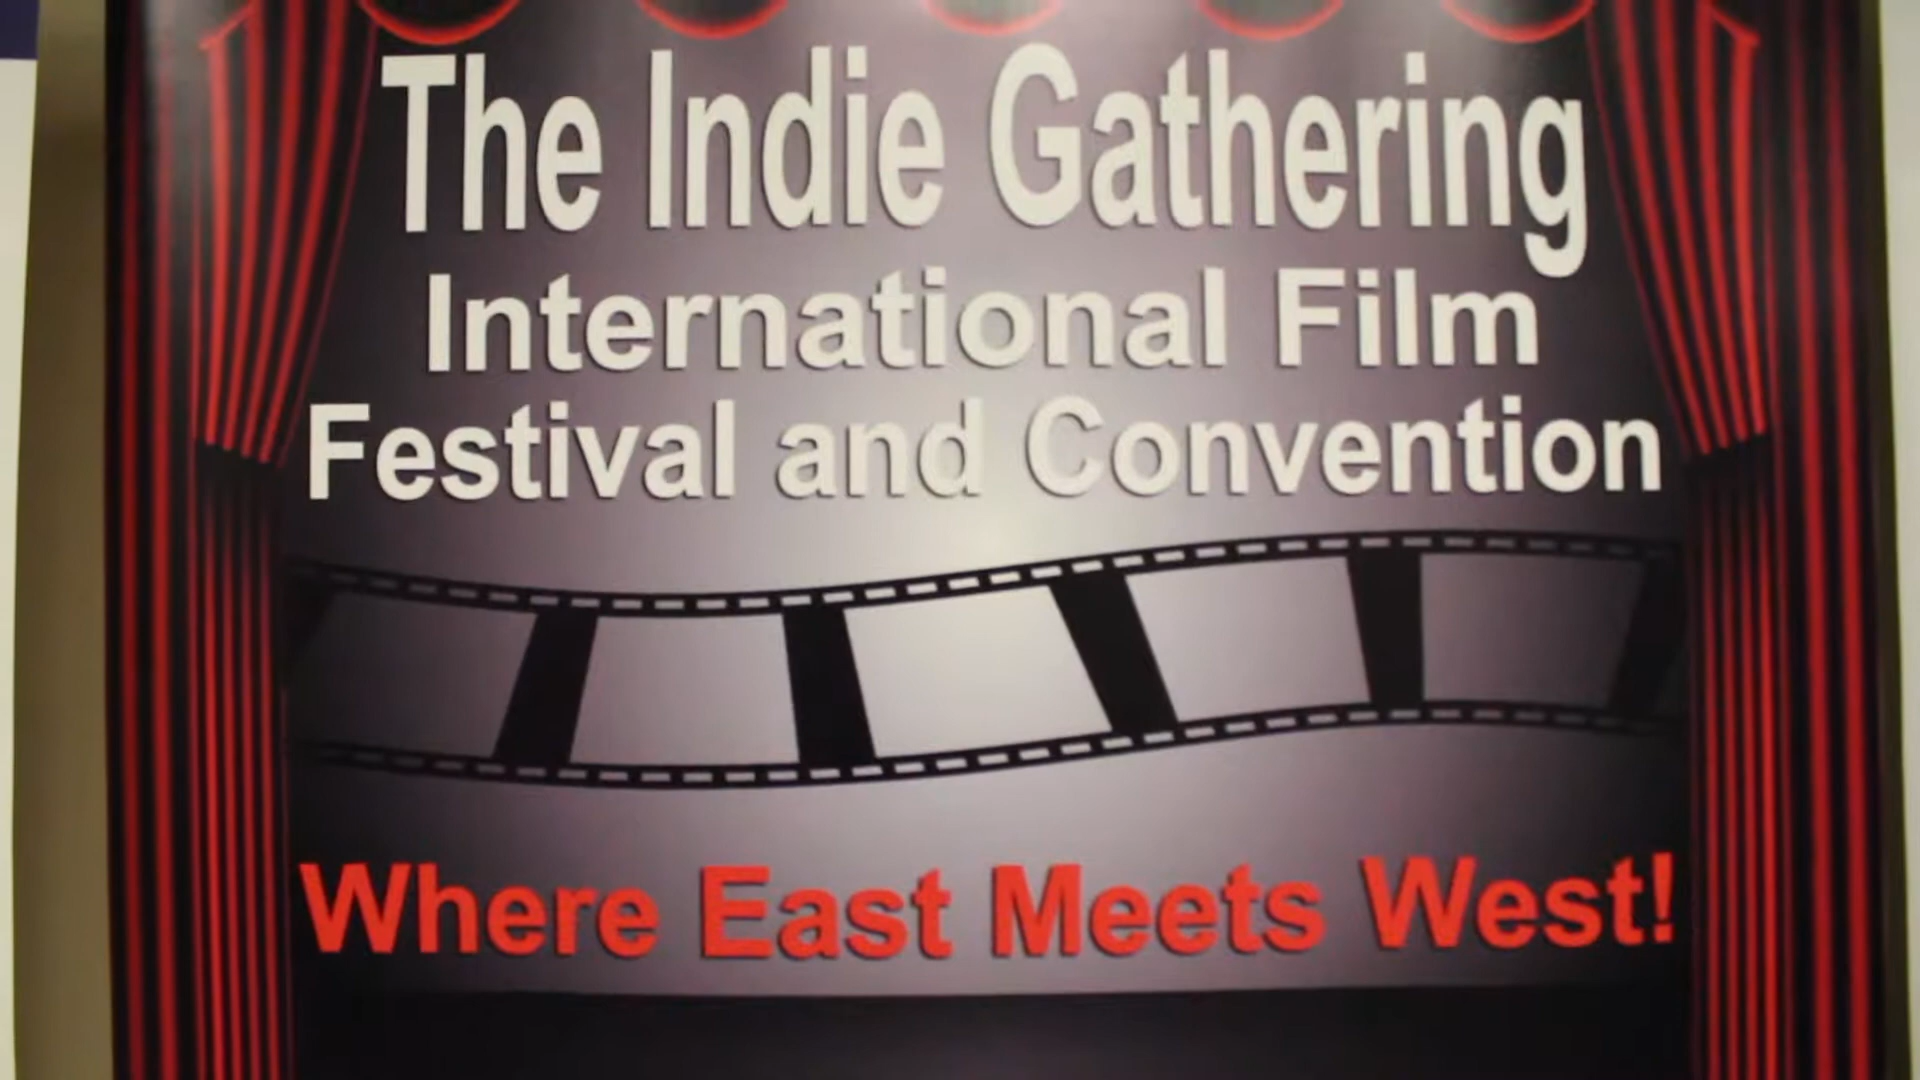 The Indie Gathering
International Film
Festival and Convention
Where East Meets West!